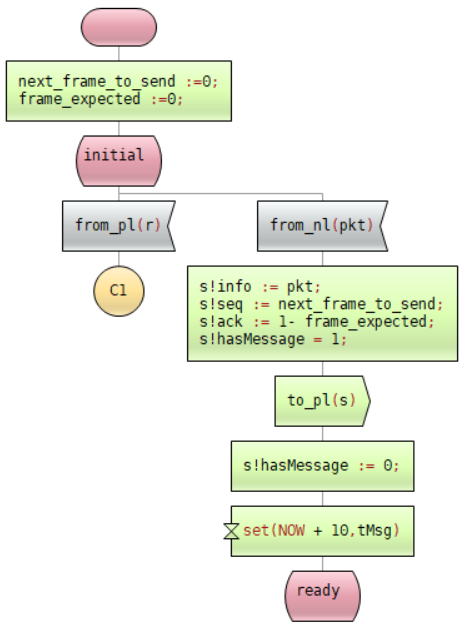 next_frame_to_send :=0;
frame_expected :=0;
initial
from_pl(r)
from_nl(pkt)
C1
s!info := pkt;
s!seq := next_frame_to_send;
s!ack := 1- frame_expected;
s!hasMessage = 1;
to_pl(s)
s!hasMessage := 0;
set(NOW + 10,tMsg)
ready